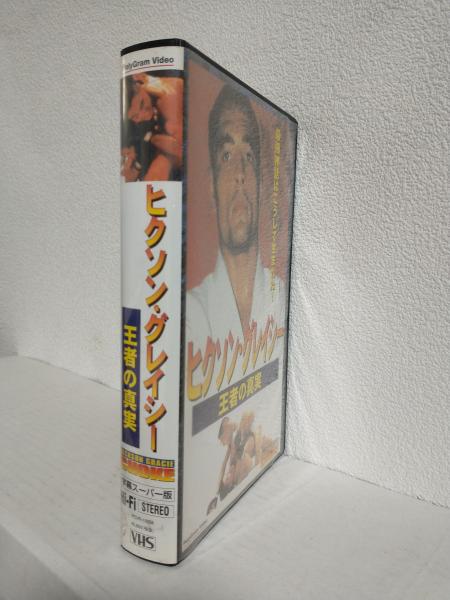 PolyGram Video
ヒクソン・グレイシー
王者の真実
GRACIE
CHOKE
スーパー版
Hi-Fi STEREO
VHS
ヒクソン・グレイシー
王者の真実